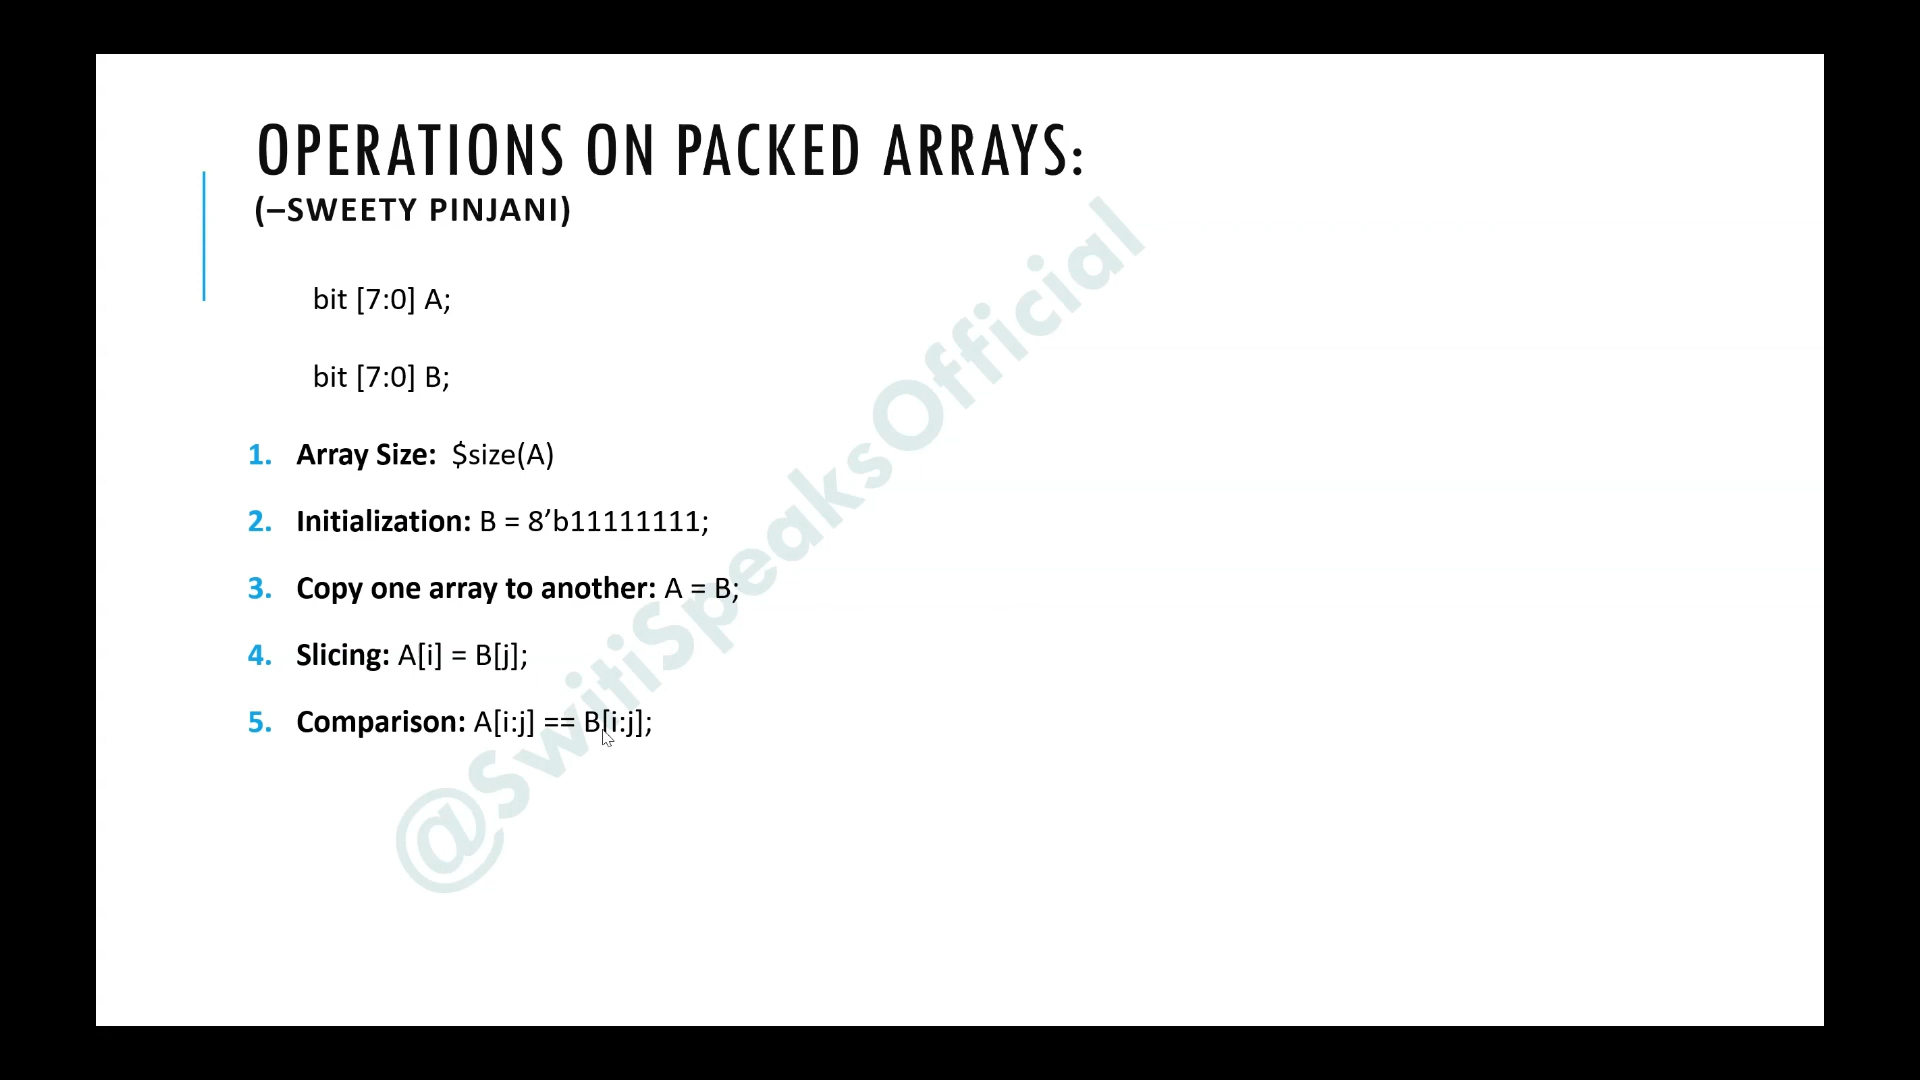 OPERATIONS ON PACKED ARRAYS:
(–SWEETY PINJANI)
bit [7:0] A;
bit [7:0] B;
1. Array Size: $size(A)
2. Initialization: B = 8’b11111111;
3. Copy one array to another: A = B;
4. Slicing: A[i] = B[j];
5. Comparison: A[i:j] == B[i:j];
@SwitiSpeaksOfficial